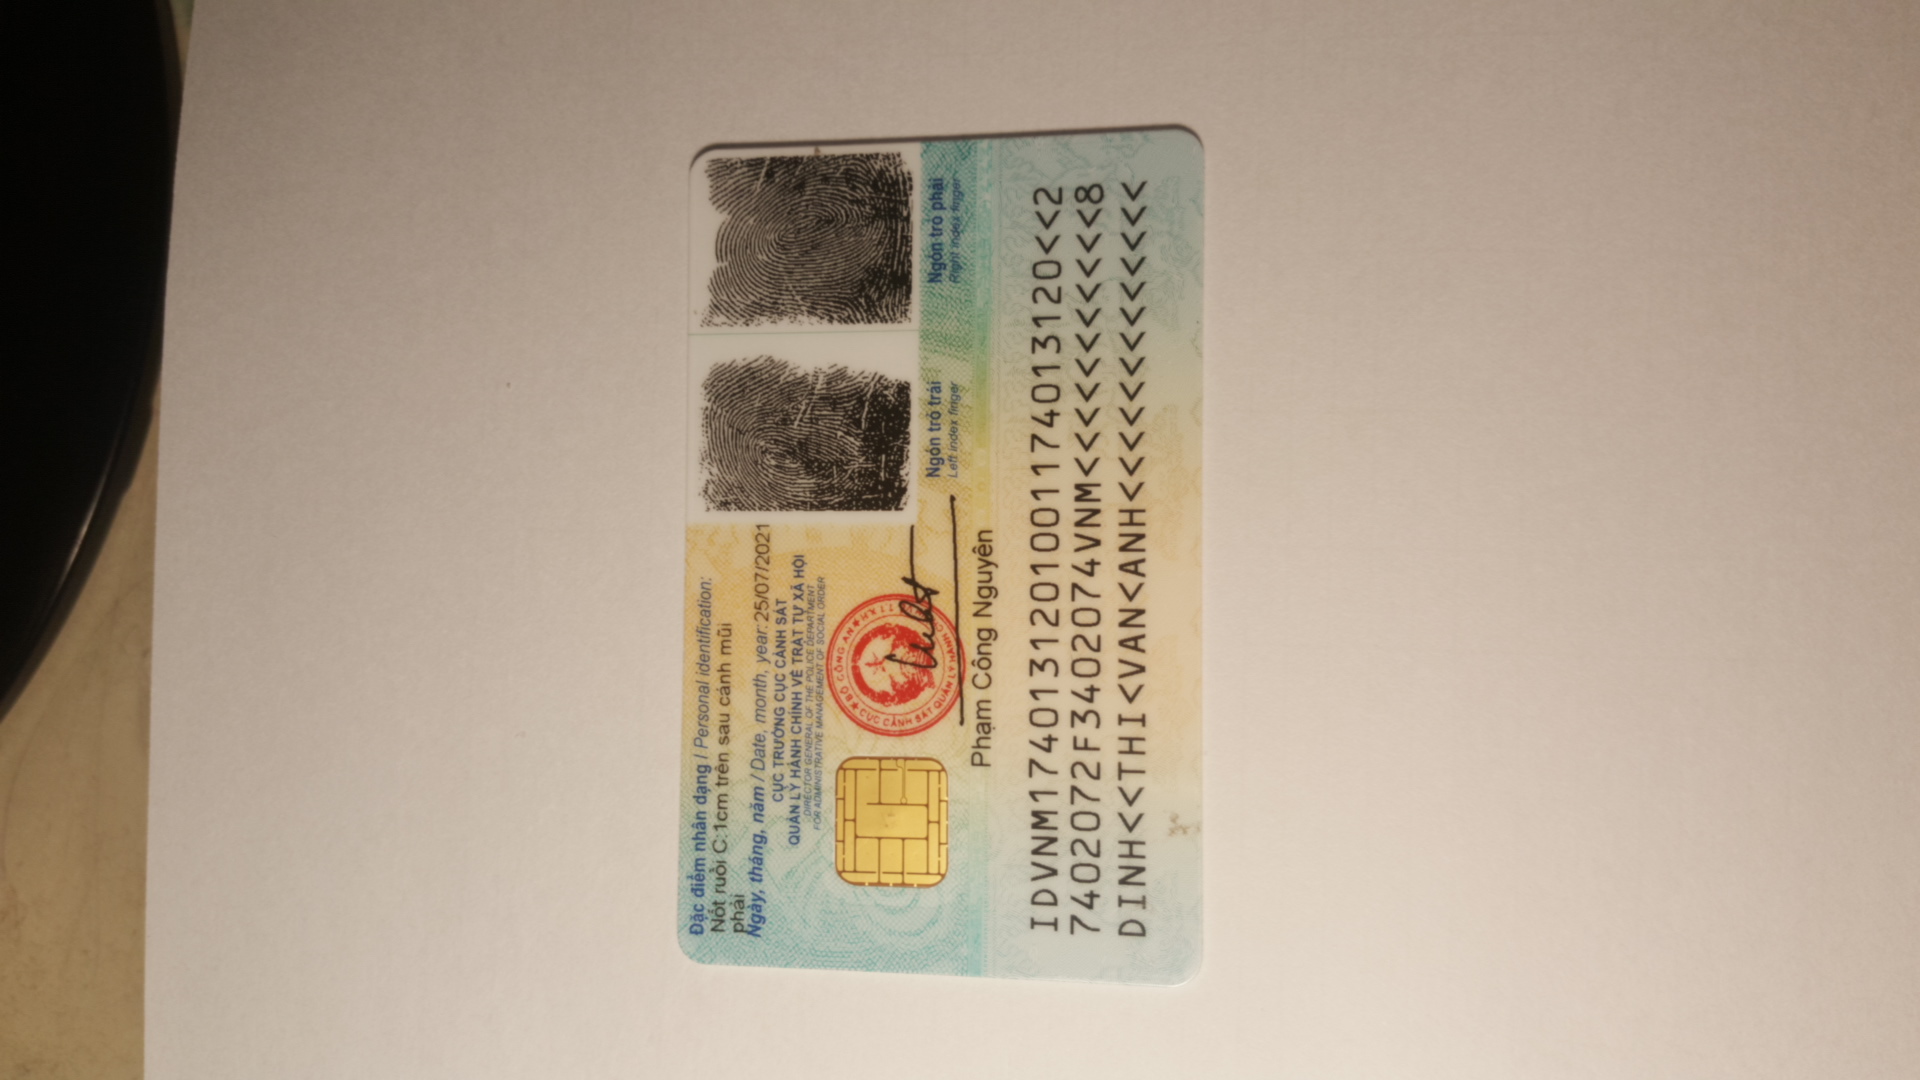 Đặc điểm nhân dạng / Personal identification:
Nốt ruồi C:1cm trên sau cánh mũi
phải
Ngày, tháng, năm / Date, month, year: 25/07/2021
CỤC TRƯỞNG CỤC CẢNH SÁT
QUẢN LÝ HÀNH CHÍNH VỀ TRẬT TỰ XÃ HỘI
DIRECTOR GENERAL OF THE POLICE DEPARTMENT
FOR ADMINISTRATIVE MANAGEMENT OF SOCIAL ORDER
BỘ CÔNG AN
CỤC CẢNH SÁT QUẢN LÝ HÀNH
Phạm Công Nguyên
Ngón trỏ trái
Left index finger
Ngón trỏ phải
Right index finger
IDVNM1740131201001174013120<<2
7402072F3402074VNM<<<<<<<<<<<8
DINH<<THI<VAN<ANH<<<<<<<<<<<<<